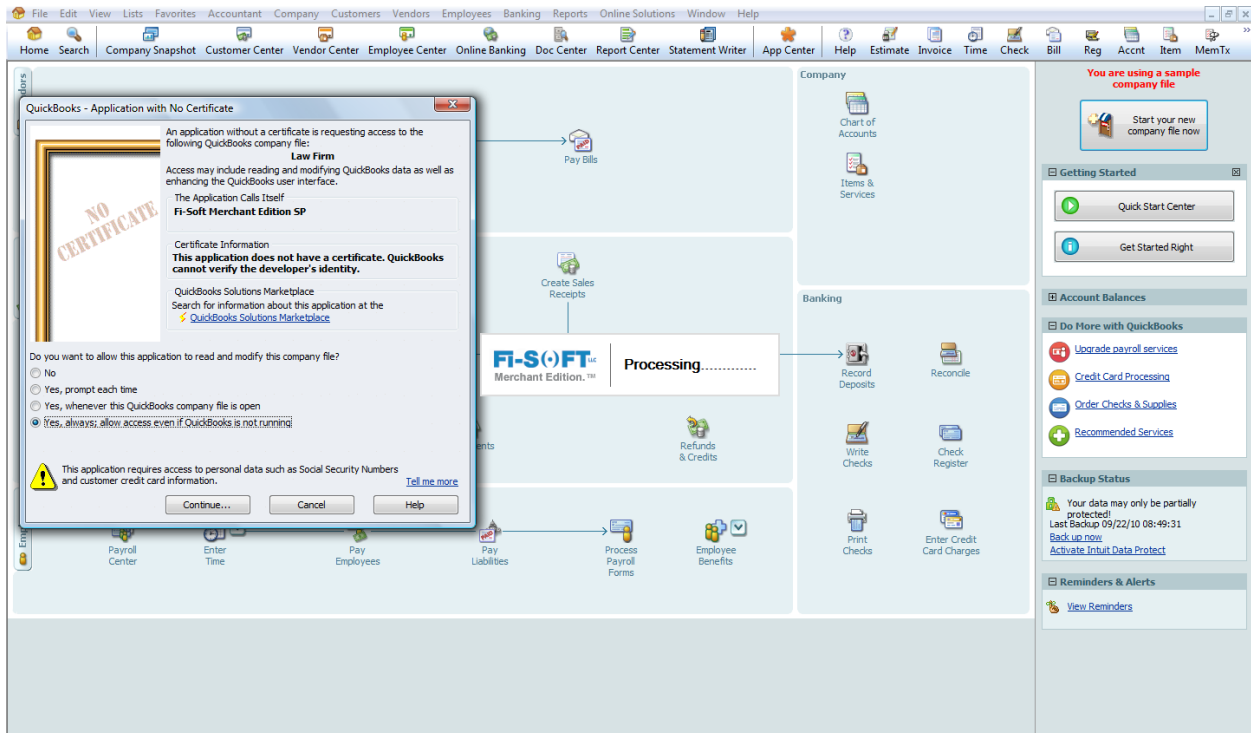 File Edit View Lists Favorites Accountant Company Customers Vendors Employees Banking Reports Online Solutions Window Help
Home Search Company Snapshot Customer Center Vendor Center Employee Center Online Banking Doc Center Report Center Statement Writer App Center Help Estimate Invoice Time Check Bill Reg Accnt Item MemTx
QuickBooks - Application with No Certificate
NO
CERTIFICATE
An application without a certificate is requesting access to the
following QuickBooks company file:
Law Firm
Access may include reading and modifying QuickBooks data as well as
enhancing the QuickBooks user interface.
The Application Calls Itself
Fi-Soft Merchant Edition SP
Certificate Information
This application does not have a certificate. QuickBooks
cannot verify the developer's identity.
QuickBooks Solutions Marketplace
Search for information about this application at the
QuickBooks Solutions Marketplace
Do you want to allow this application to read and modify this company file?
No
Yes, prompt each time
Yes, whenever this QuickBooks company file is open
Yes, always; allow access even if QuickBooks is not running
This application requires access to personal data such as Social Security Numbers
and customer credit card information.
Tell me more
Continue... Cancel Help
Pay Bills
Create Sales
Receipts
Fi-SOFT LLC
Merchant Edition.™
Processing.............
Refunds
& Credits
Payroll
Center
Enter
Time
Pay
Employees
Pay
Liabilities
Process
Payroll
Forms
Employee
Benefits
Company
Chart of
Accounts
Items &
Services
Banking
Record
Deposits
Reconcile
Write
Checks
Check
Register
Print
Checks
Enter Credit
Card Charges
You are using a sample
company file
Start your new
company file now
Getting Started
Quick Start Center
Get Started Right
Account Balances
Do More with QuickBooks
Upgrade payroll services
Credit Card Processing
Order Checks & Supplies
Recommended Services
Backup Status
Your data may only be partially
protected!
Last Backup 09/22/10 08:49:31
Back up now
Activate Intuit Data Protect
Reminders & Alerts
View Reminders